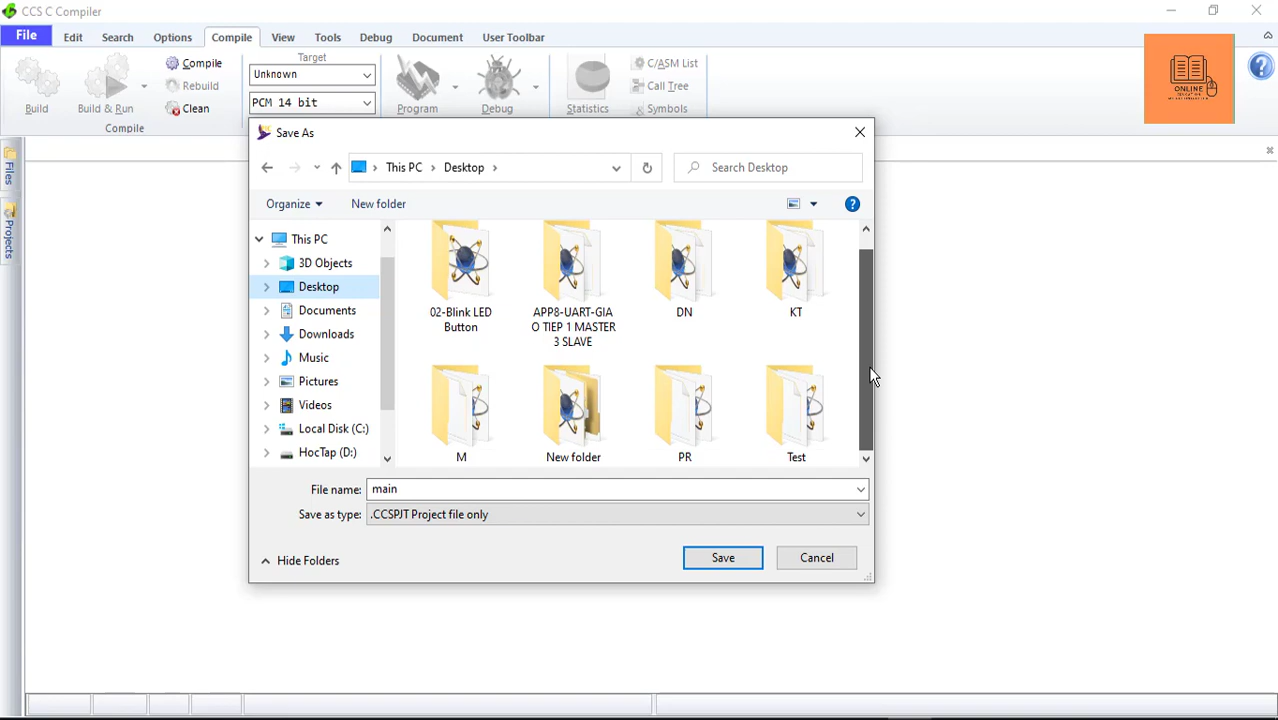 CCS C Compiler
File Edit Search Options Compile View Tools Debug Document User Toolbar
Build
Build & Run
Compile
Rebuild
Clean
Compile
Target
Unknown
PCM 14 bit
Program
Debug
Statistics
C/ASM List
Call Tree
Symbols
ONLINE
Files
Projects
Save As
This PC > Desktop >
Search Desktop
Organize
New folder
This PC
3D Objects
Desktop
Documents
Downloads
Music
Pictures
Videos
Local Disk (C:)
HocTap (D:)
02-Blink LED
Button
APP8-UART-GIA
O TIEP 1 MASTER
3 SLAVE
DN
KT
M
New folder
PR
Test
File name: main
Save as type: .CCSPJT Project file only
Hide Folders
Save
Cancel